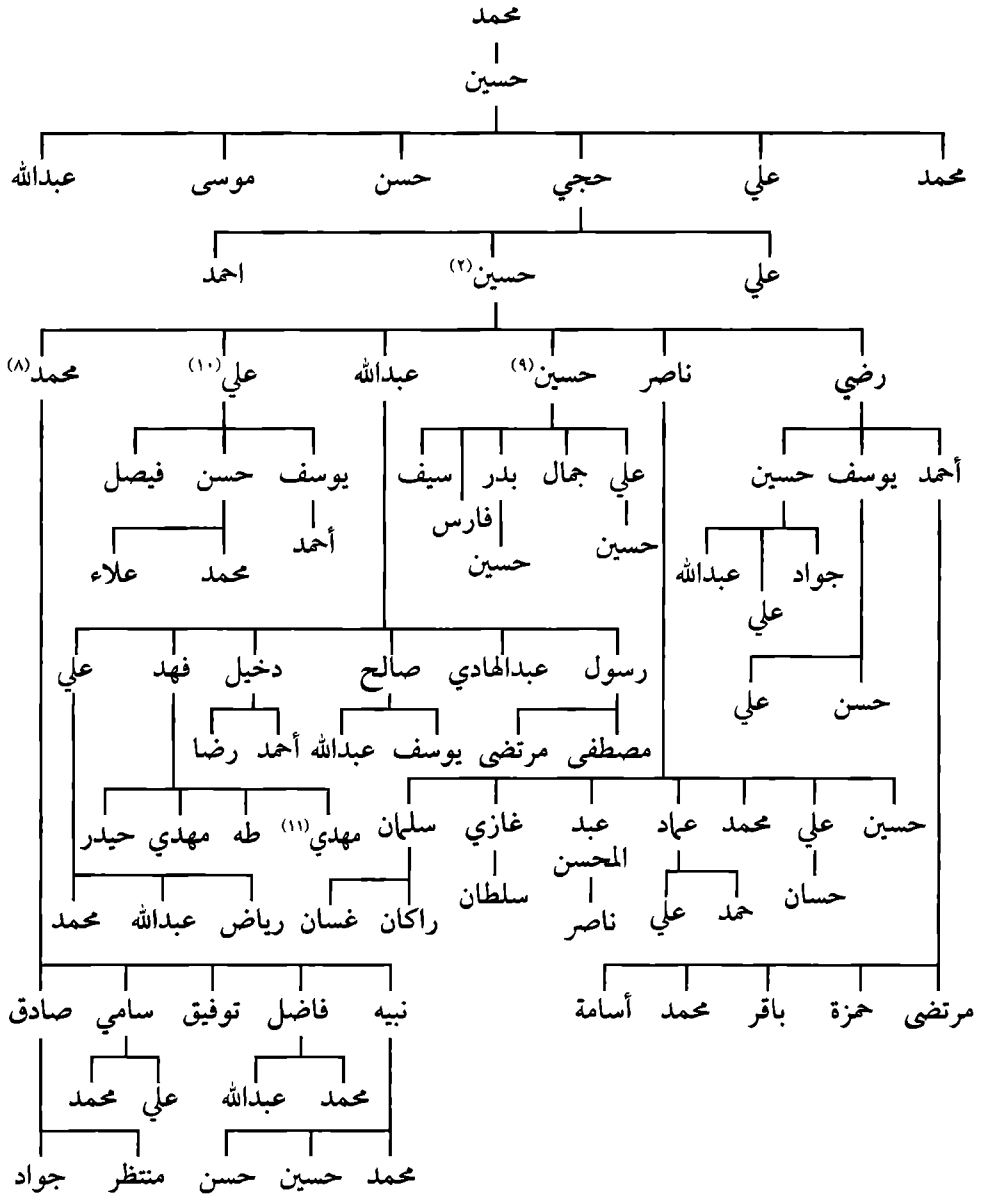 محمد
حسين
محمد علي حجي حسن موسى عبدالله
علي حسين(٢) احمد
رضي ناصر حسين(٩) عبدالله علي(١٠) محمد(٨)
أحمد يوسف حسين علي جمال بدر سيف يوسف حسن فيصل
فارس
أحمد
حسين
حسين
جواد عبدالله محمد علاء
علي
رسول عبدالهادي صالح دخيل فهد علي
حسن علي
مصطفى مرتضى يوسف عبدالله أحمد رضا
حسين علي محمد عماد عبد غازي سلمان مهدي(١١) طه مهدي حيدر
المحسن
حسان سلطان
حمد علي ناصر راكان غسان رياض عبدالله محمد
مرتضى حمزة باقر محمد أسامة نبيه فاضل توفيق سامي صادق
محمد عبدالله علي محمد
محمد حسين حسن منتظر جواد